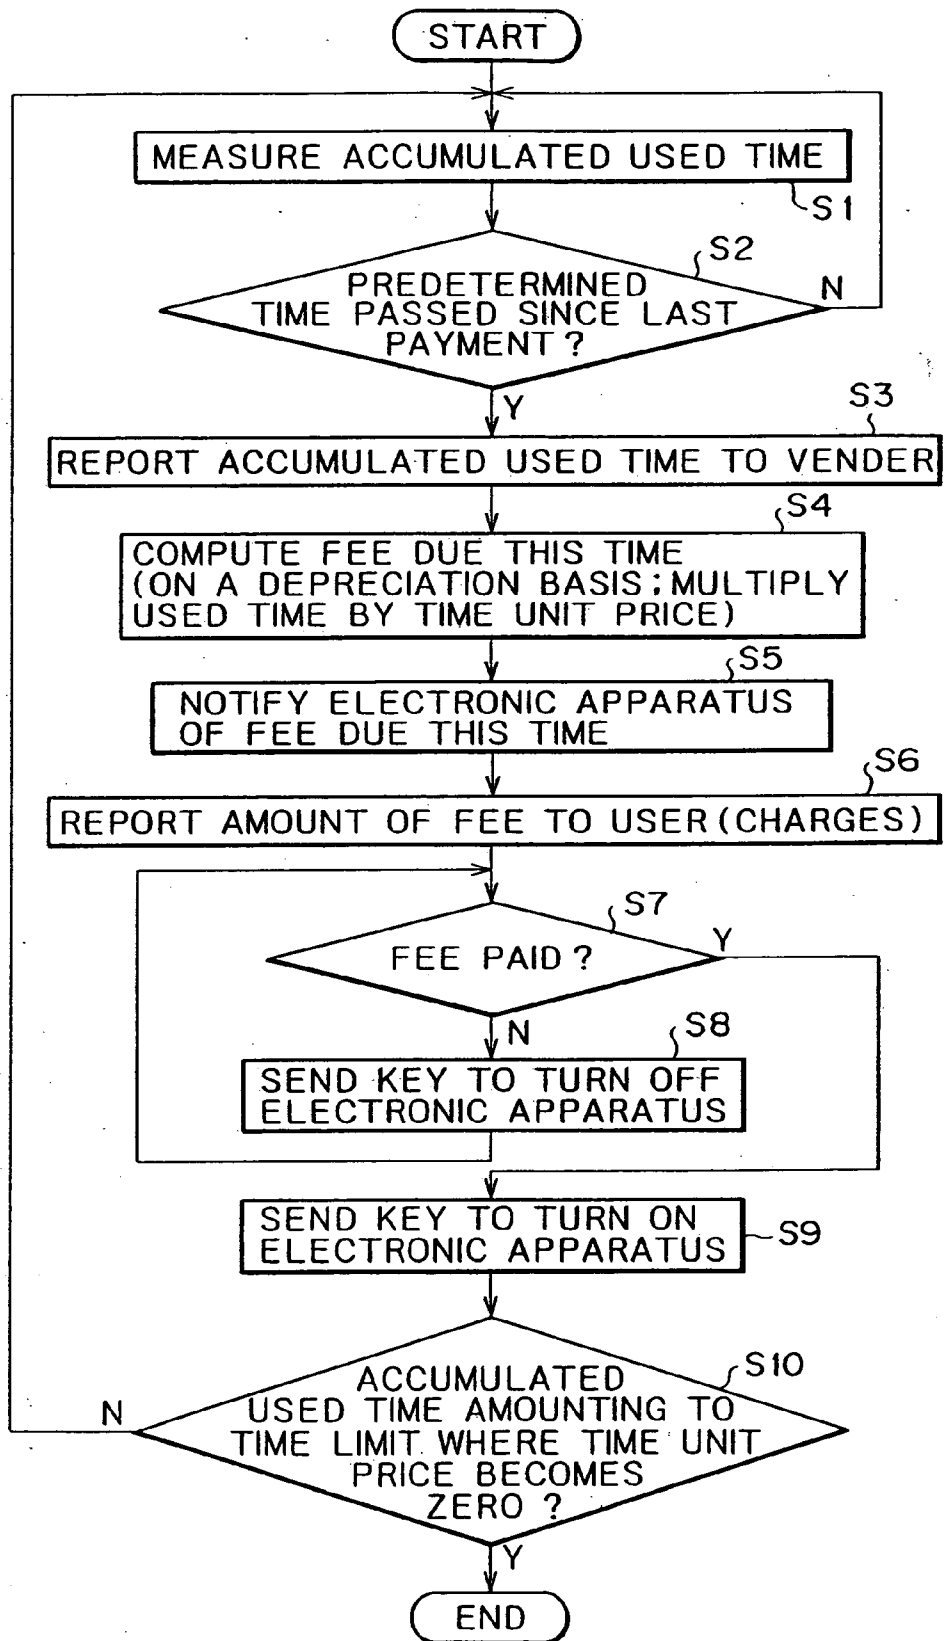 START
MEASURE ACCUMULATED USED TIME
S1
S2
PREDETERMINED
TIME PASSED SINCE LAST
PAYMENT?
N
Y
S3
REPORT ACCUMULATED USED TIME TO VENDER
S4
COMPUTE FEE DUE THIS TIME
(ON A DEPRECIATION BASIS; MULTIPLY
USED TIME BY TIME UNIT PRICE)
S5
NOTIFY ELECTRONIC APPARATUS
OF FEE DUE THIS TIME
S6
REPORT AMOUNT OF FEE TO USER (CHARGES)
S7
FEE PAID?
Y
N
S8
SEND KEY TO TURN OFF
ELECTRONIC APPARATUS
SEND KEY TO TURN ON
ELECTRONIC APPARATUS
S9
S10
ACCUMULATED
USED TIME AMOUNTING TO
TIME LIMIT WHERE TIME UNIT
PRICE BECOMES
ZERO?
N
Y
END